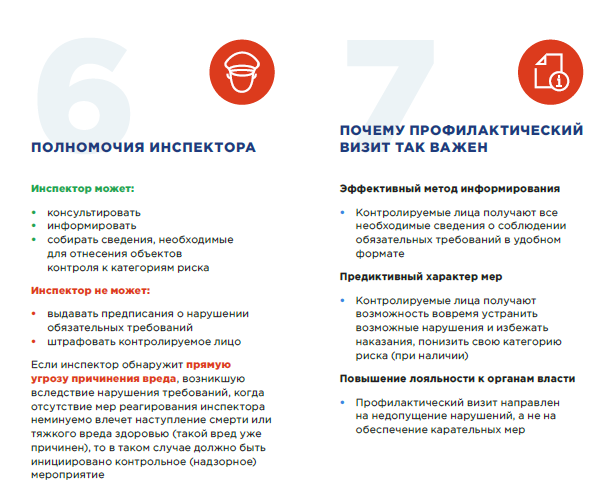 6
ПОЛНОМОЧИЯ ИНСПЕКТОРА
Инспектор может:
• консультировать
• информировать
• собирать сведения, необходимые
для отнесения объектов
контроля к категориям риска
Инспектор не может:
• выдавать предписания о нарушении
обязательных требований
• штрафовать контролируемое лицо
Если инспектор обнаружит прямую
угрозу причинения вреда, возникшую
вследствие нарушения требований, когда
отсутствие мер реагирования инспектора
неминуемо влечет наступление смерти или
тяжкого вреда здоровью (такой вред уже
причинен), то в таком случае должно быть
инициировано контрольное (надзорное)
мероприятие
7
ПОЧЕМУ ПРОФИЛАКТИЧЕСКИЙ
ВИЗИТ ТАК ВАЖЕН
Эффективный метод информирования
• Контролируемые лица получают все
необходимые сведения о соблюдении
обязательных требований в удобном
формате
Предиктивный характер мер
• Контролируемые лица получают
возможность вовремя устранить
возможные нарушения и избежать
наказания, понизить свою категорию
риска (при наличии)
Повышение лояльности к органам власти
• Профилактический визит направлен
на недопущение нарушений, а не на
обеспечение карательных мер